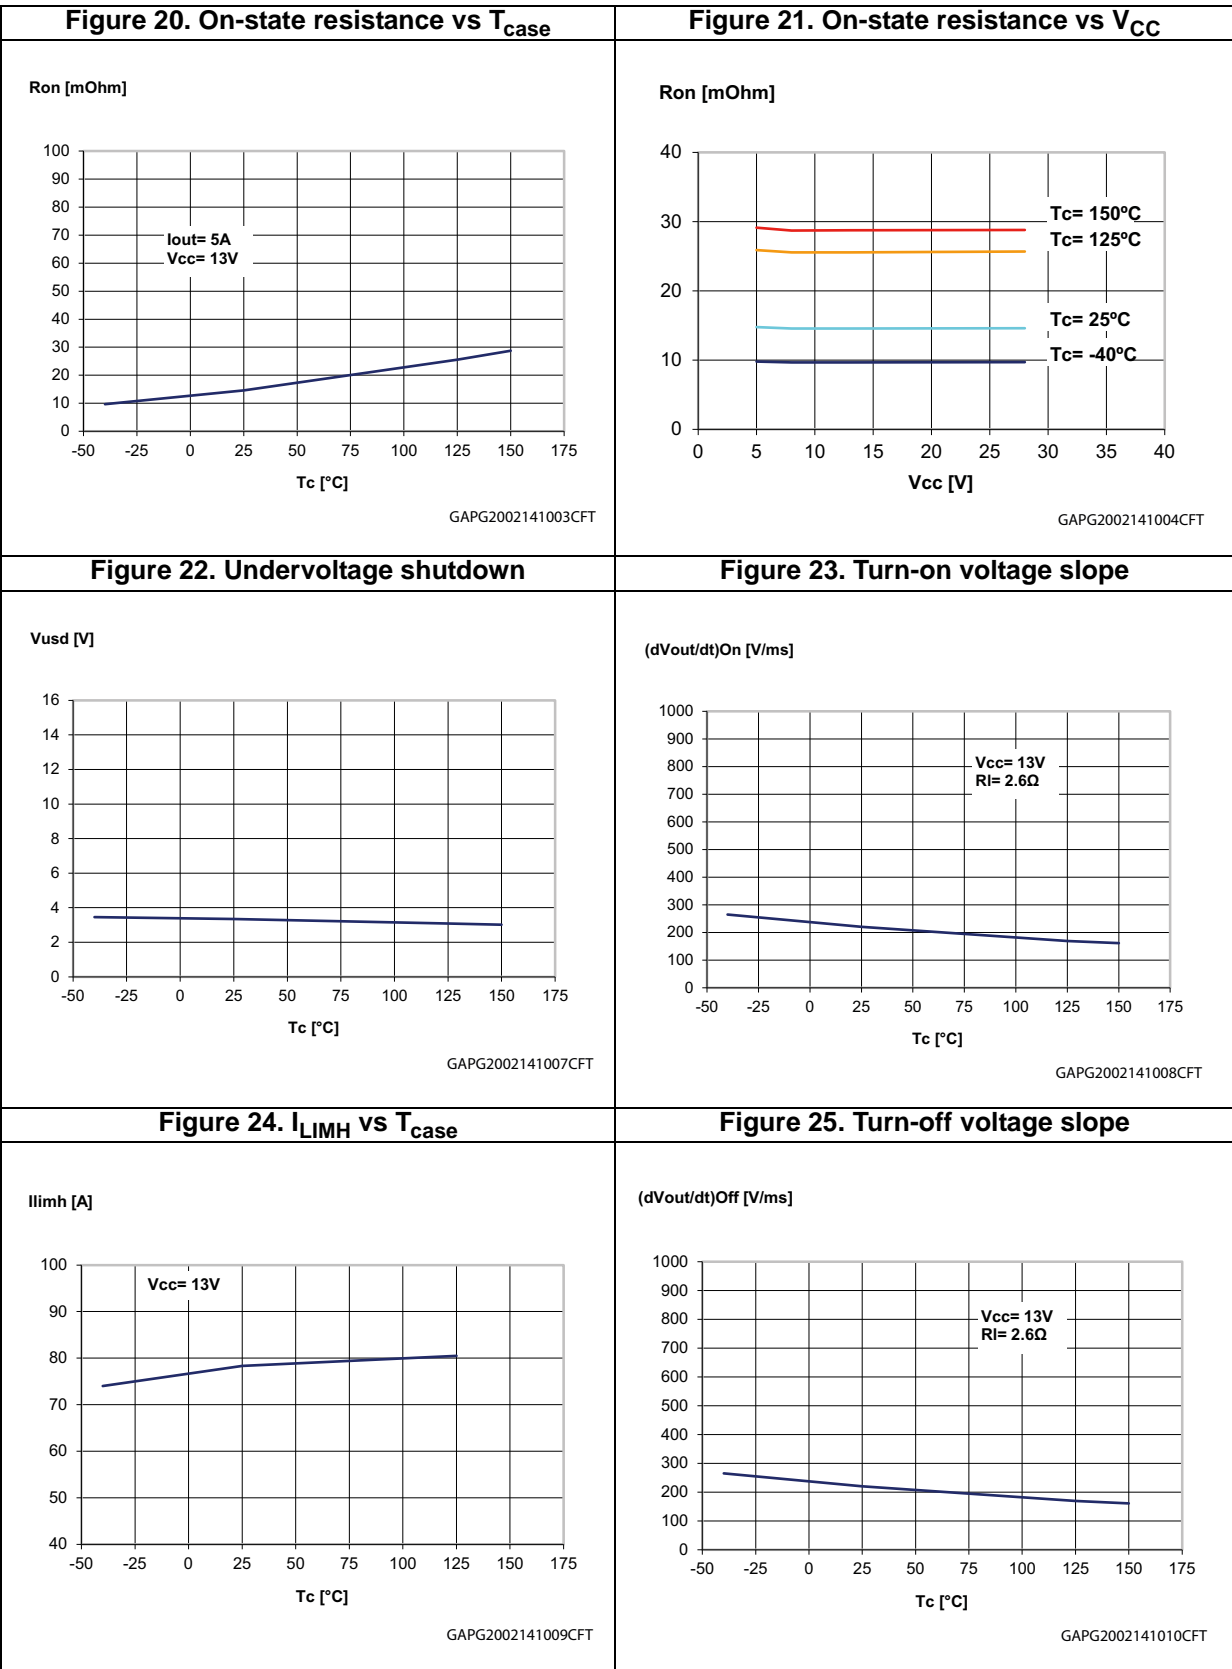 Figure 20. On-state resistance vs Tcase
Ron [mOhm]
100
90
80
70
60
50
40
30
20
10
0
Iout= 5A
Vcc= 13V
-50 -25 0 25 50 75 100 125 150 175
Tc [°C]
GAPG2002141003CFT
Figure 21. On-state resistance vs VCC
Ron [mOhm]
40
30
20
10
0
Tc= 150ºC
Tc= 125ºC
Tc= 25ºC
Tc= -40ºC
0 5 10 15 20 25 30 35 40
Vcc [V]
GAPG2002141004CFT
Figure 22. Undervoltage shutdown
Vusd [V]
16
14
12
10
8
6
4
2
0
-50 -25 0 25 50 75 100 125 150 175
Tc [°C]
GAPG2002141007CFT
Figure 23. Turn-on voltage slope
(dVout/dt)On [V/ms]
1000
900
800
700
600
500
400
300
200
100
0
Vcc= 13V
Rl= 2.6Ω
-50 -25 0 25 50 75 100 125 150 175
Tc [°C]
GAPG2002141008CFT
Figure 24. ILIMH vs Tcase
Ilimh [A]
100
90
80
70
60
50
40
Vcc= 13V
-50 -25 0 25 50 75 100 125 150 175
Tc [°C]
GAPG2002141009CFT
Figure 25. Turn-off voltage slope
(dVout/dt)Off [V/ms]
1000
900
800
700
600
500
400
300
200
100
0
Vcc= 13V
Rl= 2.6Ω
-50 -25 0 25 50 75 100 125 150 175
Tc [°C]
GAPG2002141010CFT